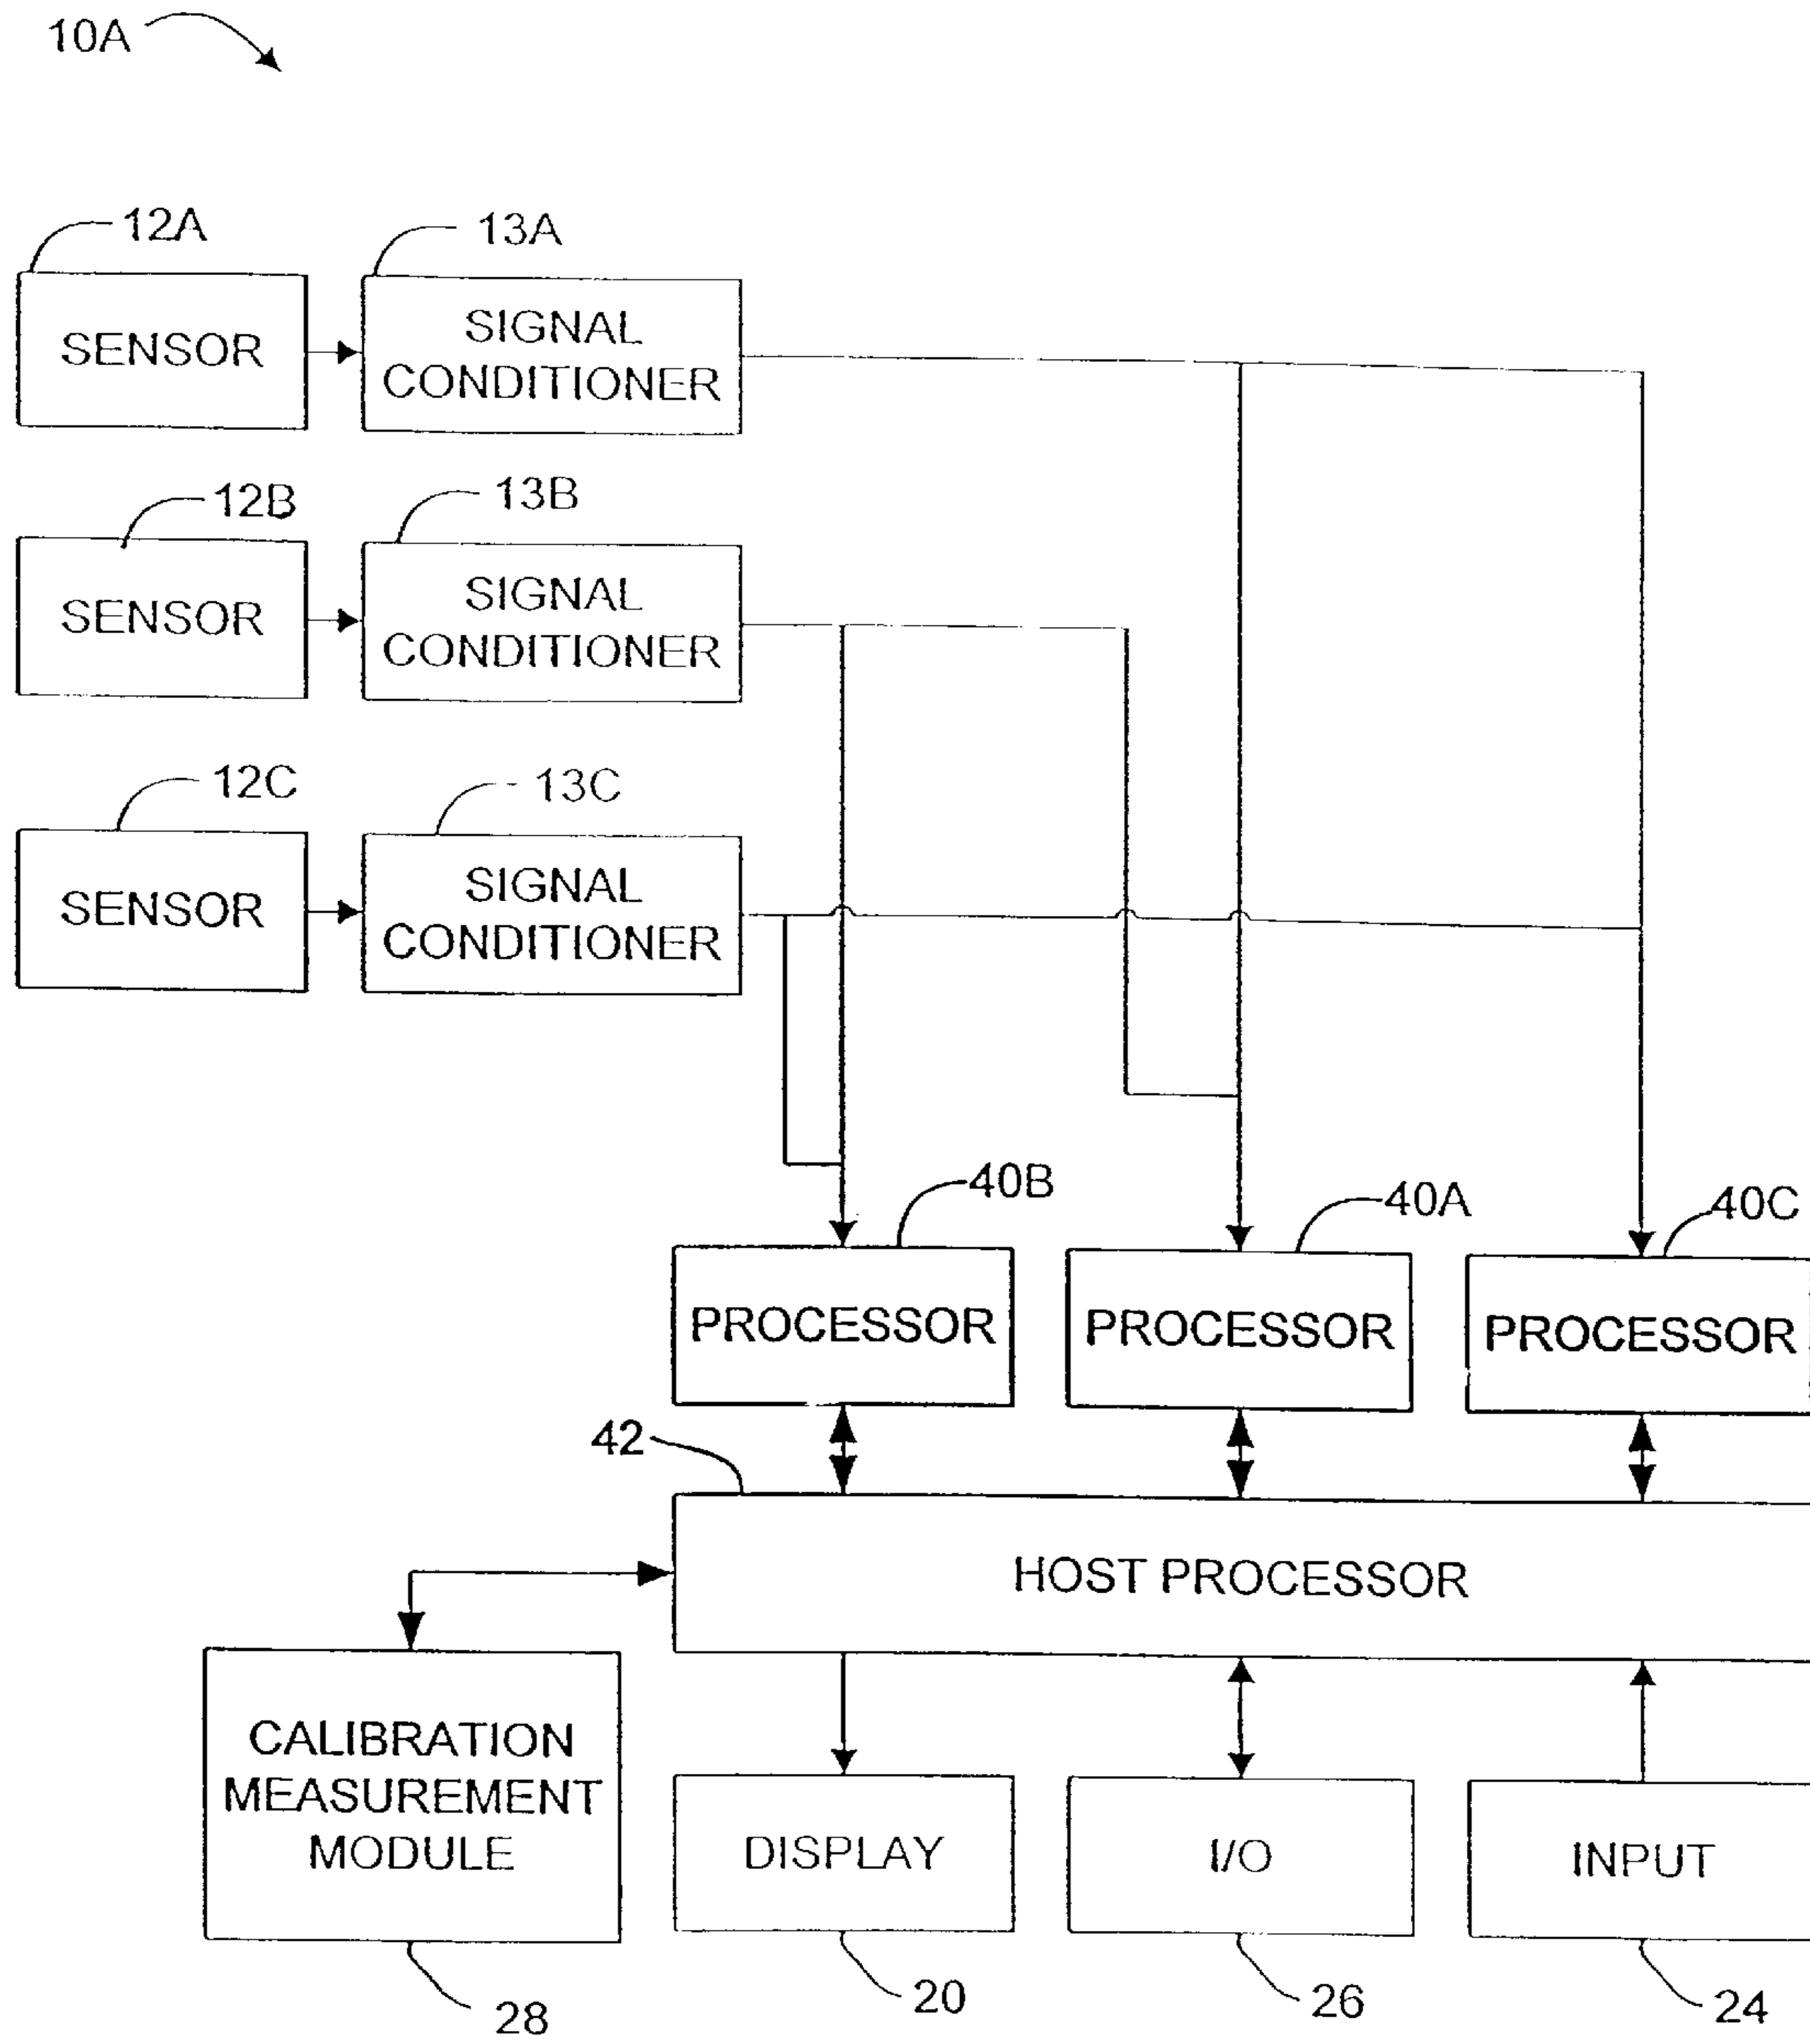 10A
12A
13A
SENSOR
SIGNAL
CONDITIONER
12B
13B
SENSOR
SIGNAL
CONDITIONER
12C
13C
SENSOR
SIGNAL
CONDITIONER
40B
40A
40C
PROCESSOR
PROCESSOR
PROCESSOR
42
HOST PROCESSOR
CALIBRATION
MEASUREMENT
MODULE
DISPLAY
I/O
INPUT
28
20
26
24